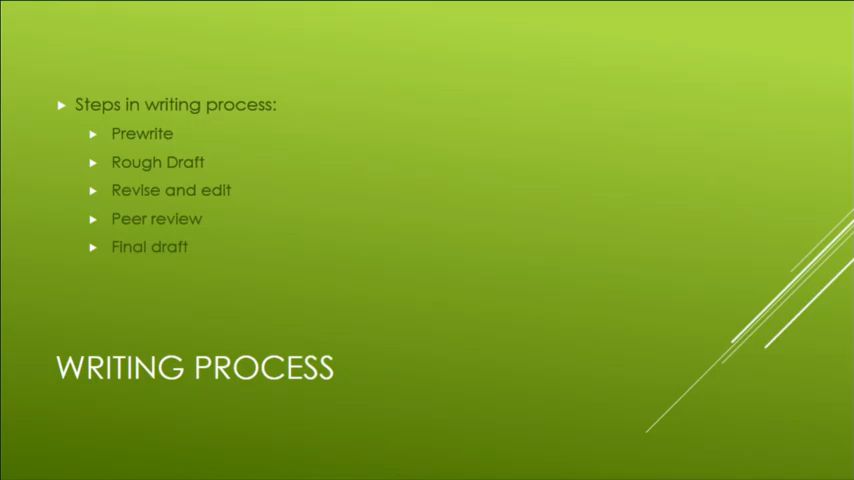 Steps in writing process:
Prewrite
Rough Draft
Revise and edit
Peer review
Final draft
WRITING PROCESS